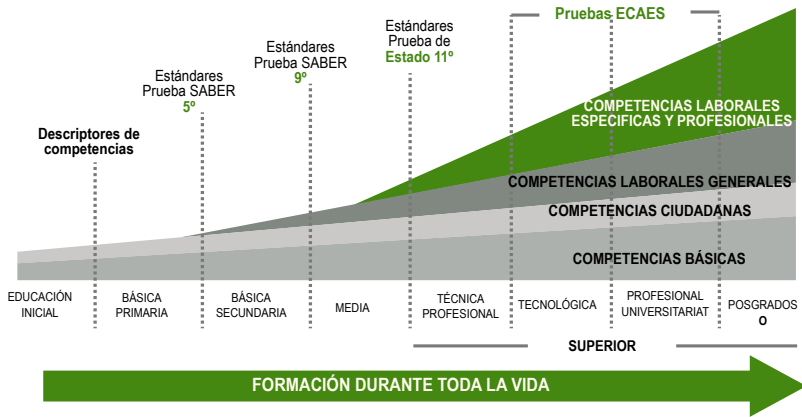 Pruebas ECAES
Estándares
Prueba de
Estado 11º
Estándares
Prueba SABER
9º
Estándares
Prueba SABER
5º
Descriptores de
competencias
COMPETENCIAS LABORALES
ESPECIFICAS Y PROFESIONALES
COMPETENCIAS LABORALES GENERALES
COMPETENCIAS CIUDADANAS
COMPETENCIAS BÁSICAS
EDUCACIÓN
INICIAL
BÁSICA
PRIMARIA
BÁSICA
SECUNDARIA
MEDIA
TÉCNICA
PROFESIONAL
TECNOLÓGICA
PROFESIONAL
UNIVERSITARIAT
POSGRADOS
O
SUPERIOR
FORMACIÓN DURANTE TODA LA VIDA